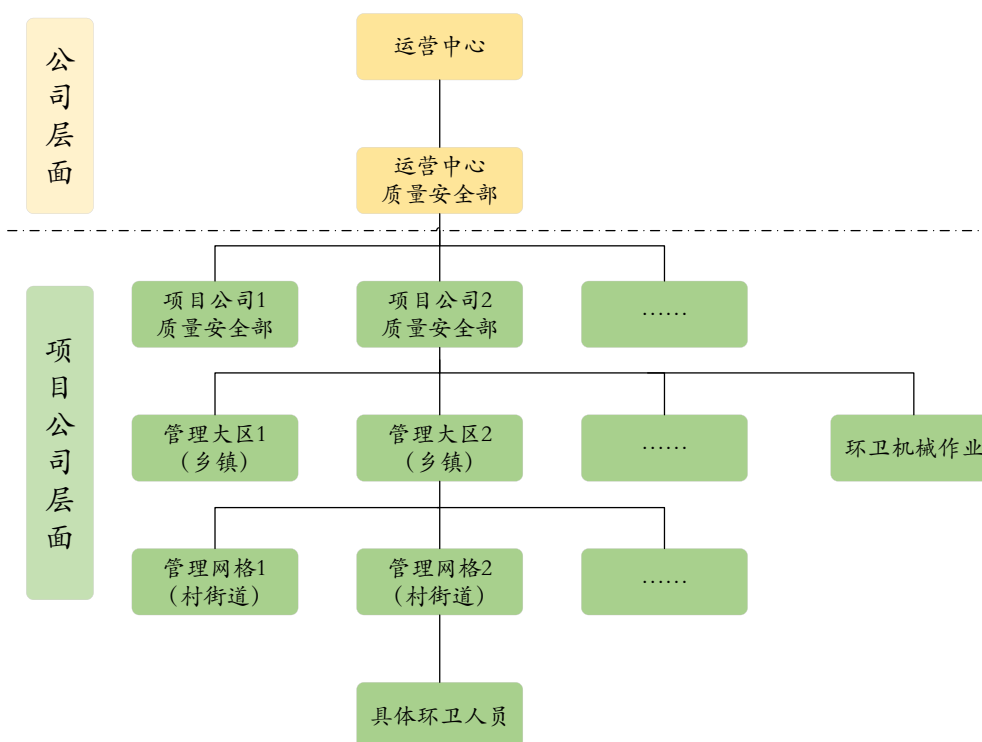 公司层面
运营中心
运营中心
质量安全部
项目公司层面
项目公司1
质量安全部
项目公司2
质量安全部
……
管理大区1
（乡镇）
管理大区2
（乡镇）
……
环卫机械作业
管理网格1
（村街道）
管理网格2
（村街道）
……
具体环卫人员